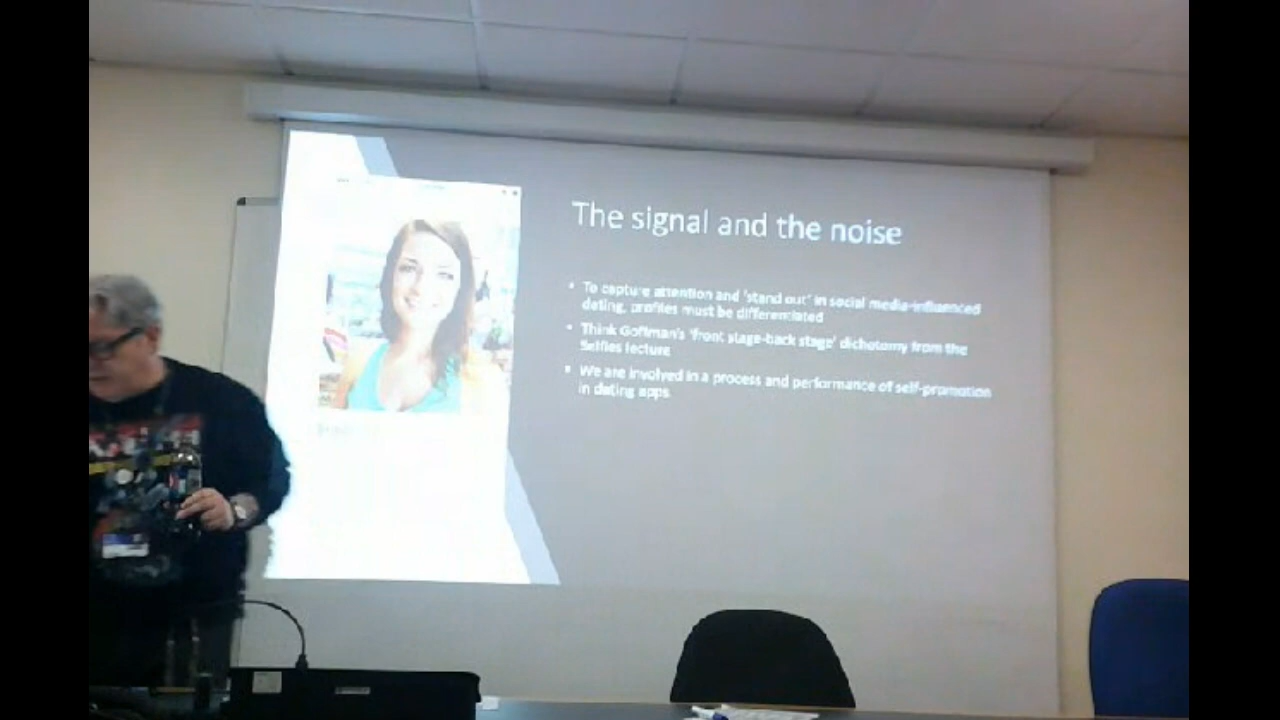 The signal and the noise
• To capture attention and 'stand out' in social media-influenced
dating, profiles must be differentiated
• Think Goffman's 'front stage-back stage' dichotomy from the
Selfies lecture
• We are involved in a process and performance of self-promotion
in dating apps